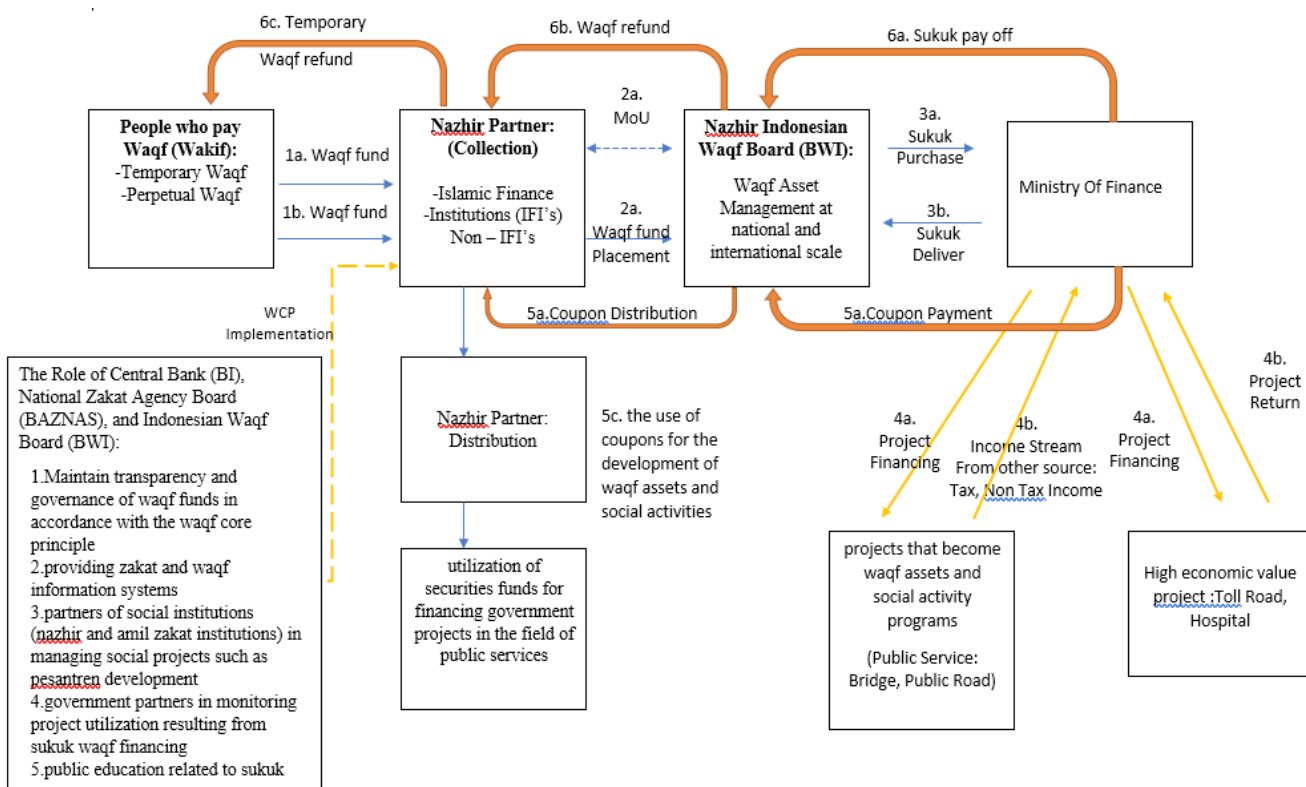 6c. Temporary
Waqf refund
6b. Waqf refund
6a. Sukuk pay off
People who pay
Waqf (Wakif):
-Temporary Waqf
-Perpetual Waqf
1a. Waqf fund
1b. Waqf fund
Nazhir Partner:
(Collection)
-Islamic Finance
-Institutions (IFI’s)
Non – IFI’s
2a.
MoU
2a.
Waqf fund
Placement
Nazhir Indonesian
Waqf Board (BWI):
Waqf Asset
Management at
national and
international scale
3a.
Sukuk
Purchase
3b.
Sukuk
Deliver
Ministry Of Finance
WCP
Implementation
5a.Coupon Distribution
5a.Coupon Payment
The Role of Central Bank (BI),
National Zakat Agency Board
(BAZNAS), and Indonesian Waqf
Board (BWI):
1.Maintain transparency and
governance of waqf funds in
accordance with the waqf core
principle
2.providing zakat and waqf
information systems
3.partners of social institutions
(nazhir and amil zakat institutions) in
managing social projects such as
pesantren development
4.government partners in monitoring
project utilization resulting from
sukuk waqf financing
5.public education related to sukuk
Nazhir Partner:
Distribution
5c. the use of
coupons for the
development of
waqf assets and
social activities
utilization of
securities funds for
financing government
projects in the field of
public services
4a.
Project
Financing
4b.
Income Stream
From other source:
Tax, Non Tax Income
4a.
Project
Financing
4b.
Project
Return
projects that become
waqf assets and
social activity
programs
(Public Service:
Bridge, Public Road)
High economic value
project :Toll Road,
Hospital